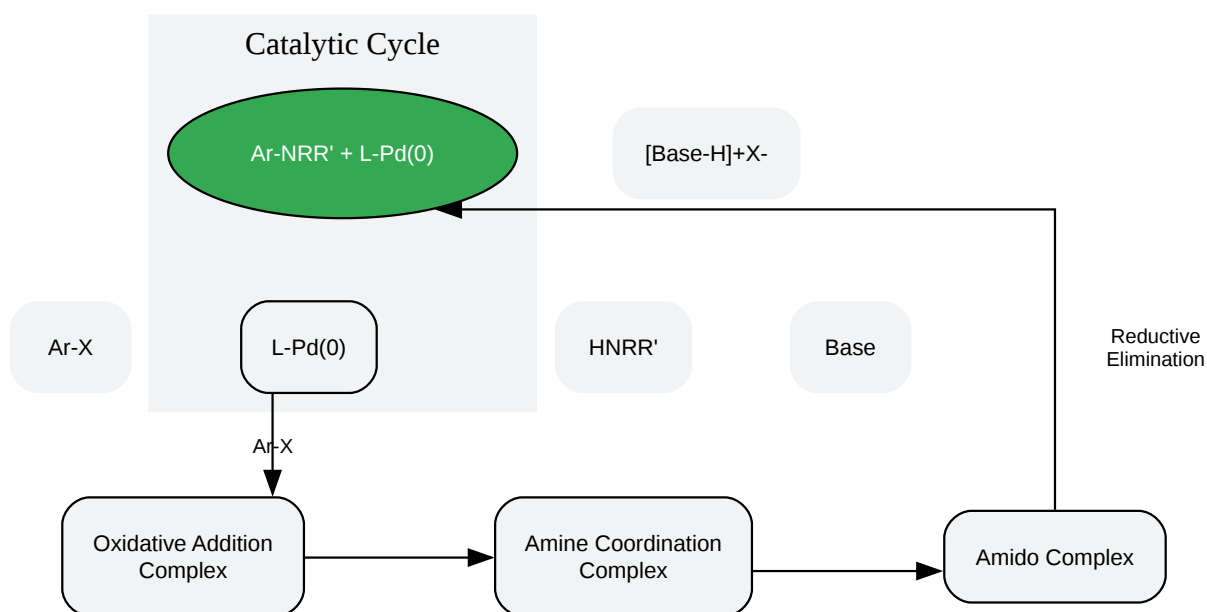 Catalytic Cycle
Ar-NRR' + L-Pd(0)
[Base-H]+X-
Ar-X
L-Pd(0)
HNRR'
Base
Reductive
Elimination
Ar-X
Oxidative Addition
Complex
Amine Coordination
Complex
Amido Complex